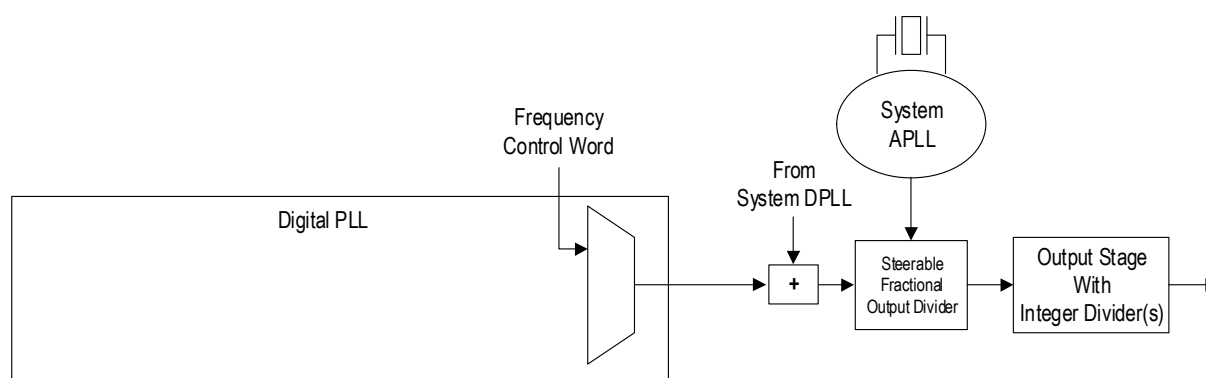 System
APLL
Frequency
Control Word
From
System DPLL
Digital PLL
+
Steerable
Fractional
Output Divider
Output Stage
With
Integer Divider(s)